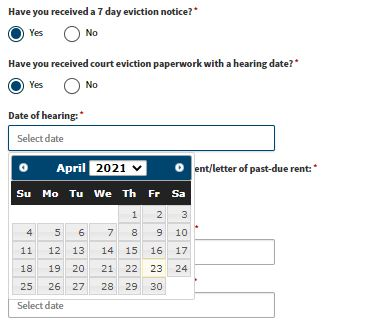 Have you received a 7 day eviction notice?*
Yes No
Have you received court eviction paperwork with a hearing date?*
Yes No
Date of hearing: *
Select date
April 2021
ent/letter of past-due rent: *
Su Mo Tu We Th Fr Sa
1 2 3
*
4 5 6 7 8 9 10
11 12 13 14 15 16 17
18 19 20 21 22 23 24
*
25 26 27 28 29 30
Select date